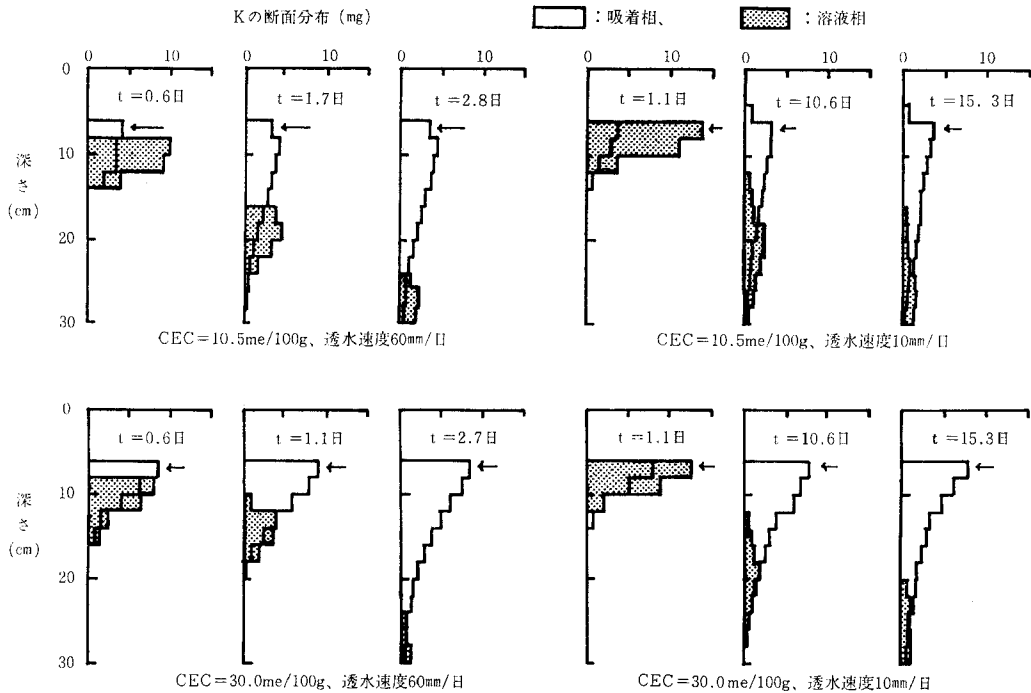 Kの断面分布(mg) :吸着相、 :溶液相
0 10 0 10 0 10 0 10 0 10 0 10
0
t=0.6日 t=1.7日 t=2.8日 t=1.1日 t=10.6日 t=15.3日
10
深さ(cm)
20
30
CEC=10.5me/100g、透水速度60mm/日 CEC=10.5me/100g、透水速度10mm/日
0
t=0.6日 t=1.1日 t=2.7日 t=1.1日 t=10.6日 t=15.3日
10
深さ(cm)
20
30
CEC=30.0me/100g、透水速度60mm/日 CEC=30.0me/100g、透水速度10mm/日